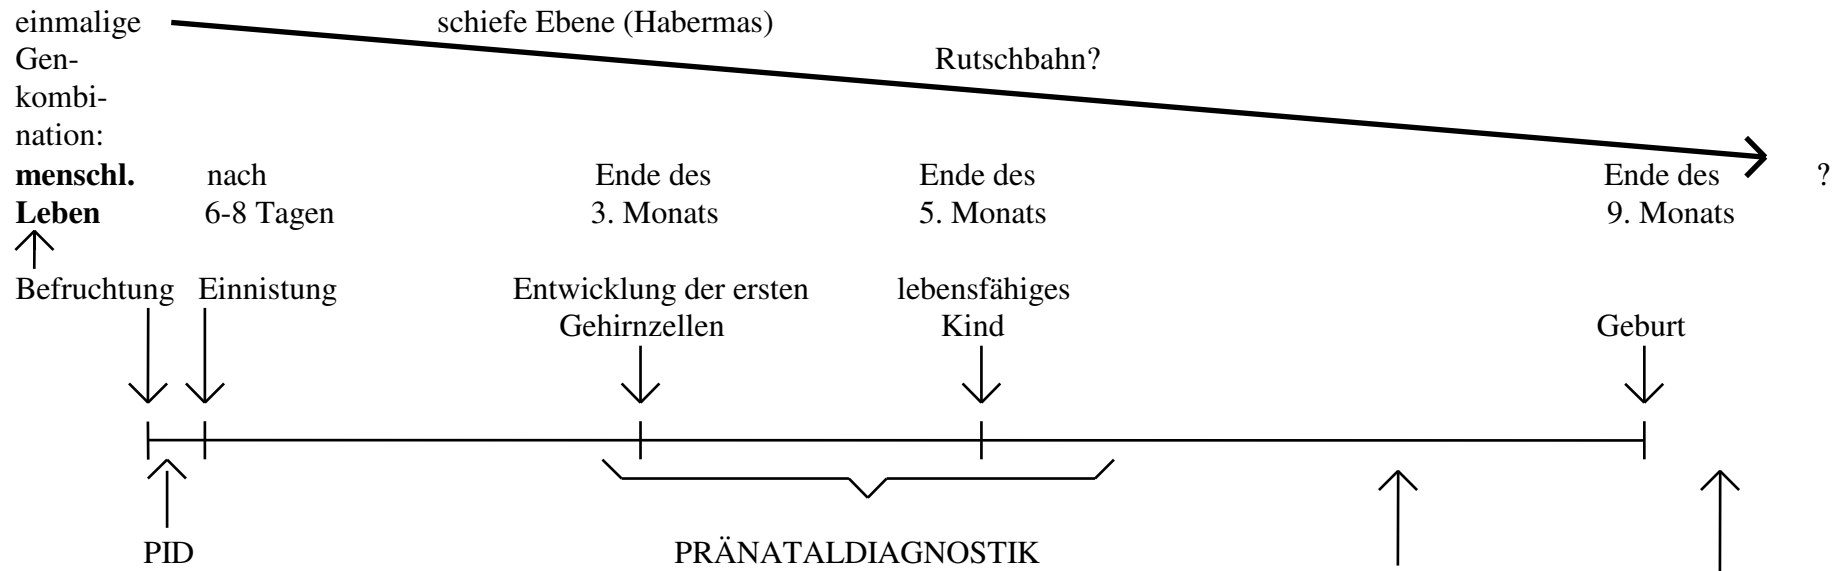 einmalige schiefe Ebene (Habermas)
Gen- Rutschbahn?
kombi-
nation:
menschl. nach Ende des Ende des Ende des ?
Leben 6-8 Tagen 3. Monats 5. Monats 9. Monats
Befruchtung Einnistung Entwicklung der ersten lebensfähiges
Gehirnzellen Kind Geburt
PID PRÄNATALDIAGNOSTIK